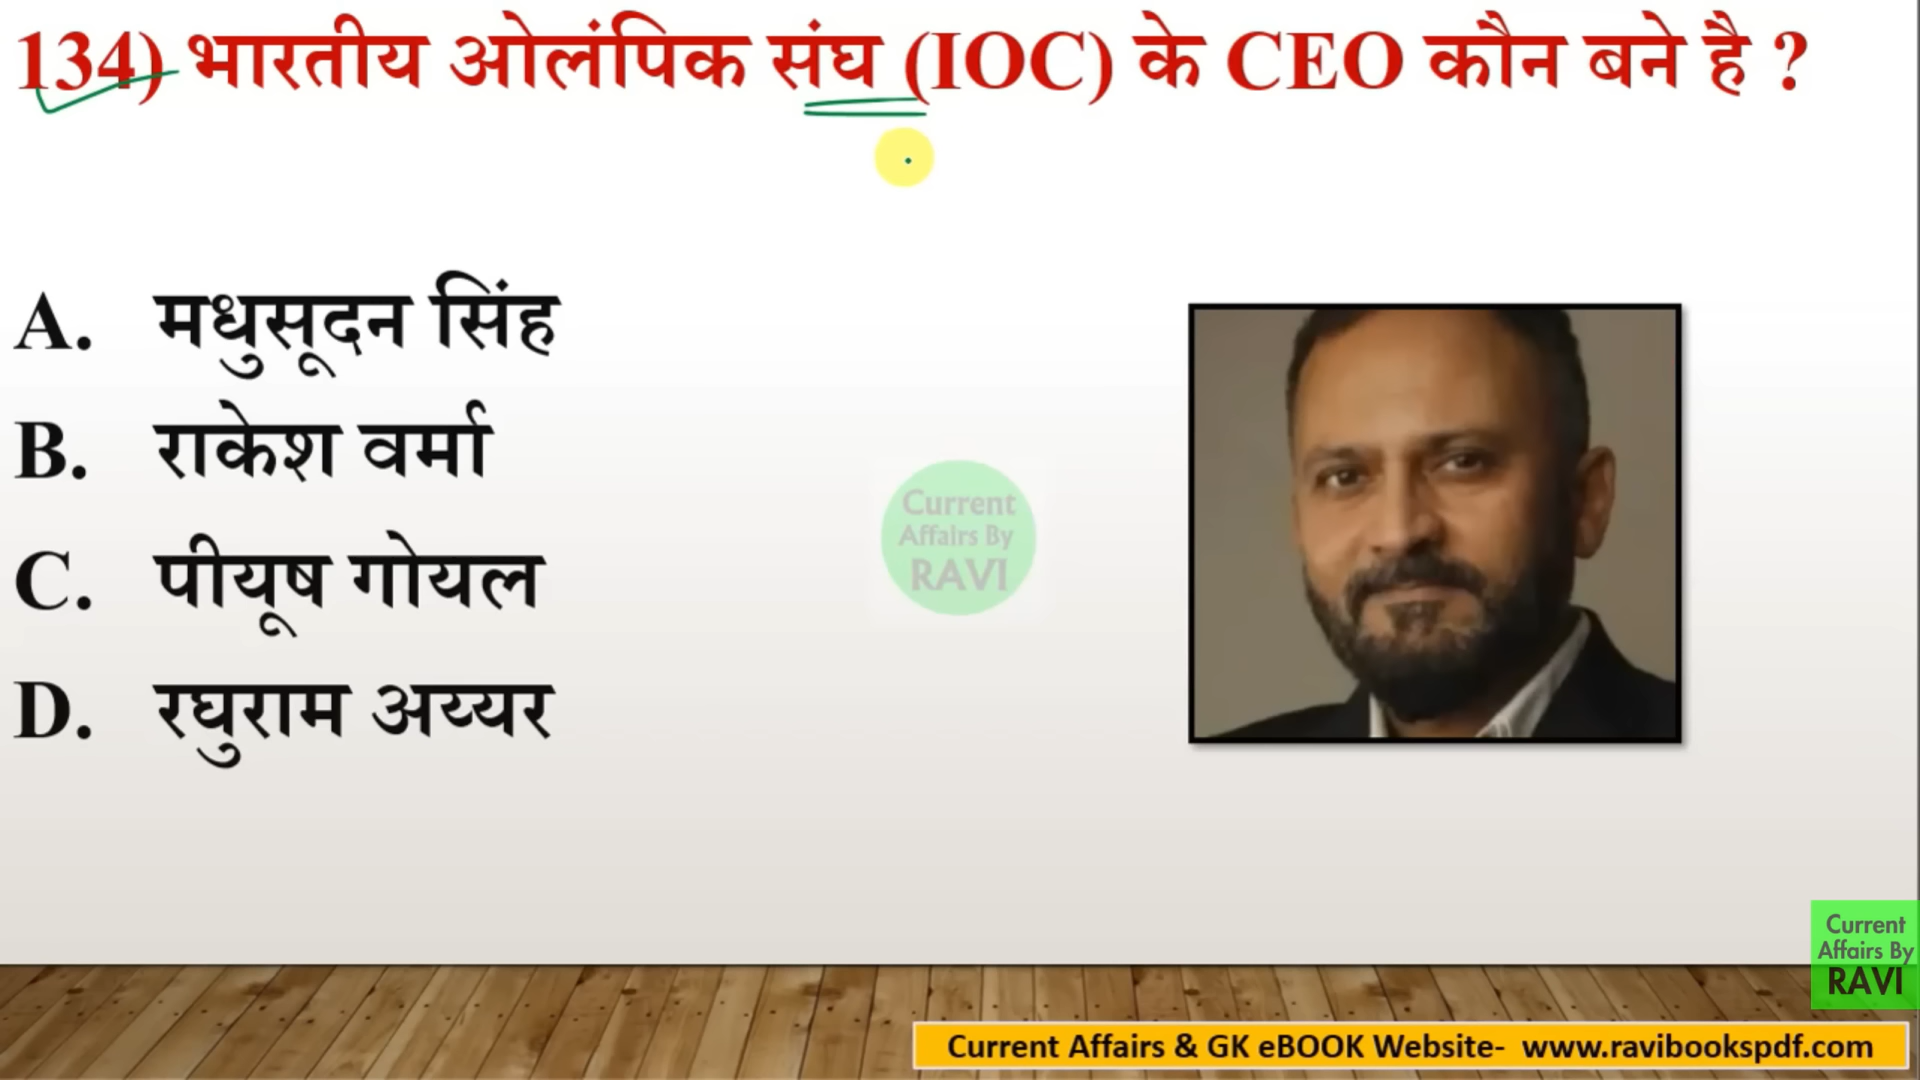 134) भारतीय ओलंपिक संघ (IOC) के CEO कौन बने है ?
A. मधुसूदन सिंह
B. राकेश वर्मा
C. पीयूष गोयल
D. रघुराम अय्यर
Current
Affairs By
RAVI
Current
Affairs By
RAVI
Current Affairs & GK eBOOK Website- www.ravibookspdf.com